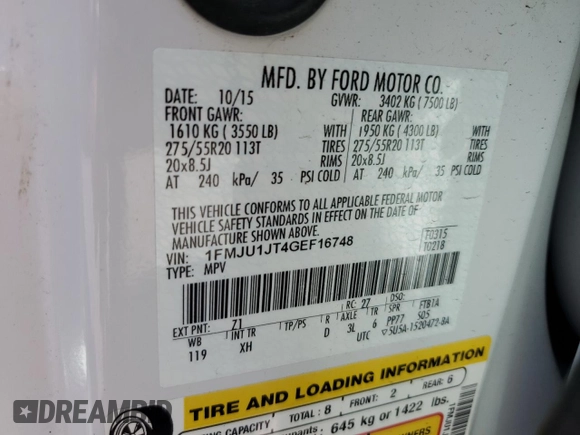 MFD. BY FORD MOTOR CO.
DATE: 10/15 GVWR: 3402 KG ( 7500 LB)
FRONT GAWR: REAR GAWR:
1610 KG ( 3550 LB) WITH 1950 KG ( 4300 LB) WITH
275/55R20 113T TIRES 275/55R20 113T TIRES
20x8.5J RIMS 20x8.5J RIMS
AT 240 kPa/ 35 PSI COLD AT 240 kPa/ 35 PSI COLD
THIS VEHICLE CONFORMS TO ALL APPLICABLE FEDERAL MOTOR
VEHICLE SAFETY STANDARDS IN EFFECT ON THE DATE OF
MANUFACTURE SHOWN ABOVE.
VIN: 1FMJU1JT4GEF16748 T0315
TYPE: MPV T0218
EXT PNT: Z1 RC: 27 DSO:
WB INT TR TP/PS R AXLE TR SPR FTB1A
119 XH D 3L 6 PP77 S05
UTC ▽5U5A-1520472-BA
TIRE AND LOADING INFORMATION
SEATING CAPACITY TOTAL: 8 FRONT: 2 REAR: 6
645 kg or 1422 lbs.
DREAMBID